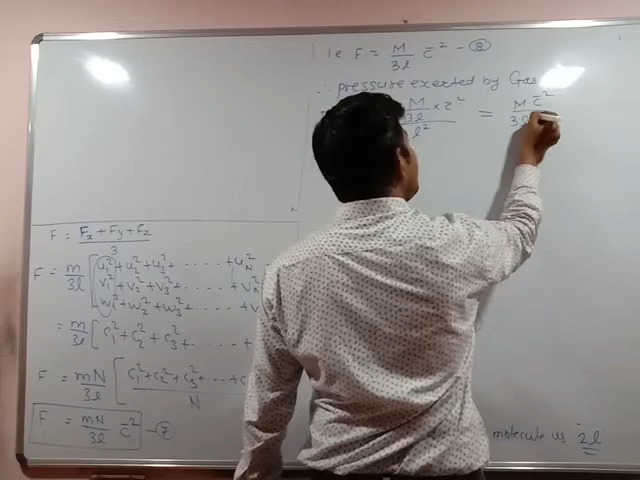 F = Fx + Fy + Fz / 3
F = m/3l [ u₁² + u₂² + u₃² + ...... + u_N²
v₁² + v₂² + v₃² + ...... + v
w₁² + w₂² + w₃² + ......
= m/3l [ c₁² + c₂² + c₃² + ...... +
F = mN/3l [ c₁² + c₂² + c₃² + ... + c / N
F = mN/3l c̄² - ⑦
ie F = M/3l c̄² - ⑧
∴ pressure exerted by Gas
M/3l × c̄² / l² = M c̄² / 3
molecule is 2l